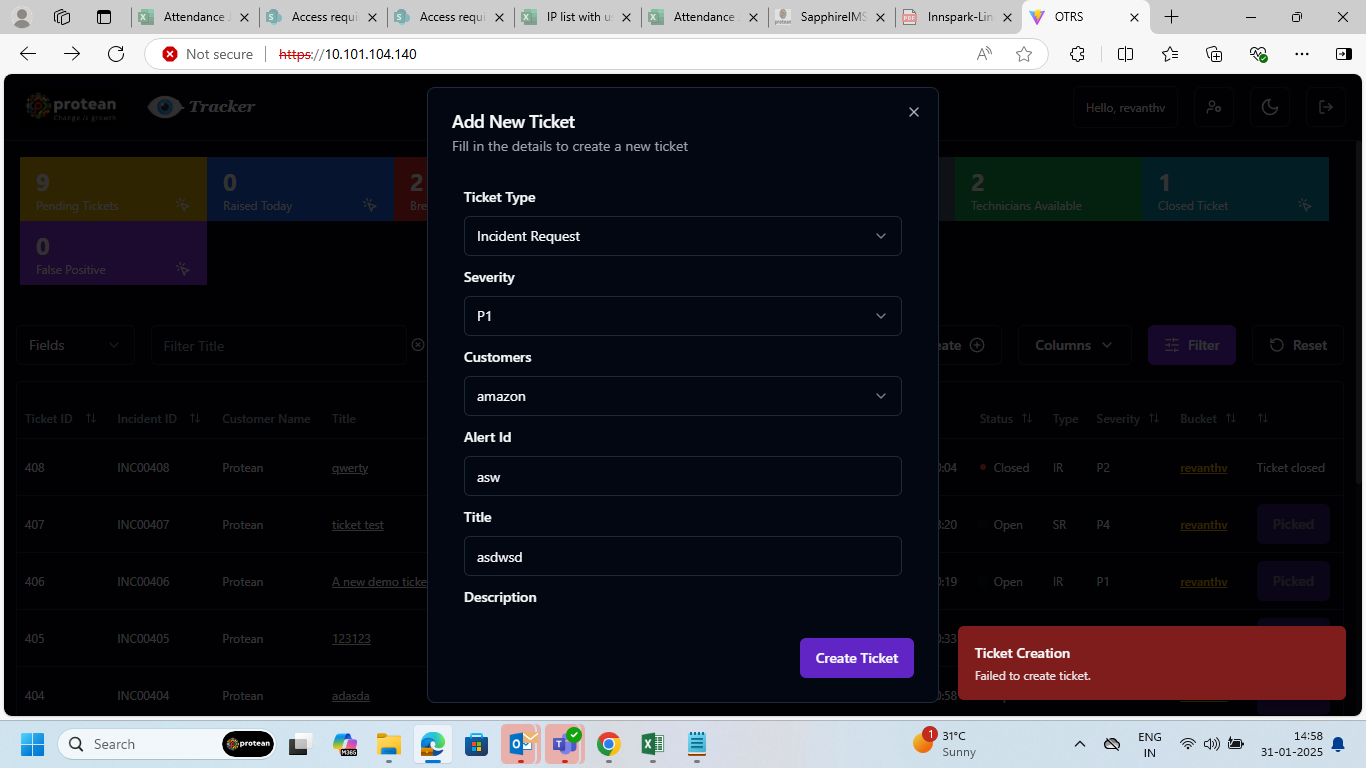 Attendance J
Access requi
Access requ
IP list with us
Attendance J
SapphireIMS
Innspark-Lin
OTRS
Not secure
https://10.101.104.140
protean
Change is growth
Tracker
Hello, revanthv
9
Pending Tickets
0
Raised Today
2
Bre
2
Technicians Available
1
Closed Ticket
0
False Positive
Add New Ticket
Fill in the details to create a new ticket
Ticket Type
Incident Request
Severity
P1
Customers
amazon
Alert Id
asw
Title
asdwsd
Description
Create Ticket
Fields
Filter Title
eate
Columns
Filter
Reset
Ticket ID Incident ID Customer Name Title Status Type Severity Bucket
408 INC00408 Protean qwerty 0:04 Closed IR P2 revanthv Ticket closed
407 INC00407 Protean ticket test 3:20 Open SR P4 revanthv Picked
406 INC00406 Protean A new demo ticke 0:19 Open IR P1 revanthv Picked
405 INC00405 Protean 123123 0:33
404 INC00404 Protean adasda 0:58
Ticket Creation
Failed to create ticket.
Search
protean
M365
1
31°C
Sunny
ENG
IN
14:58
31-01-2025